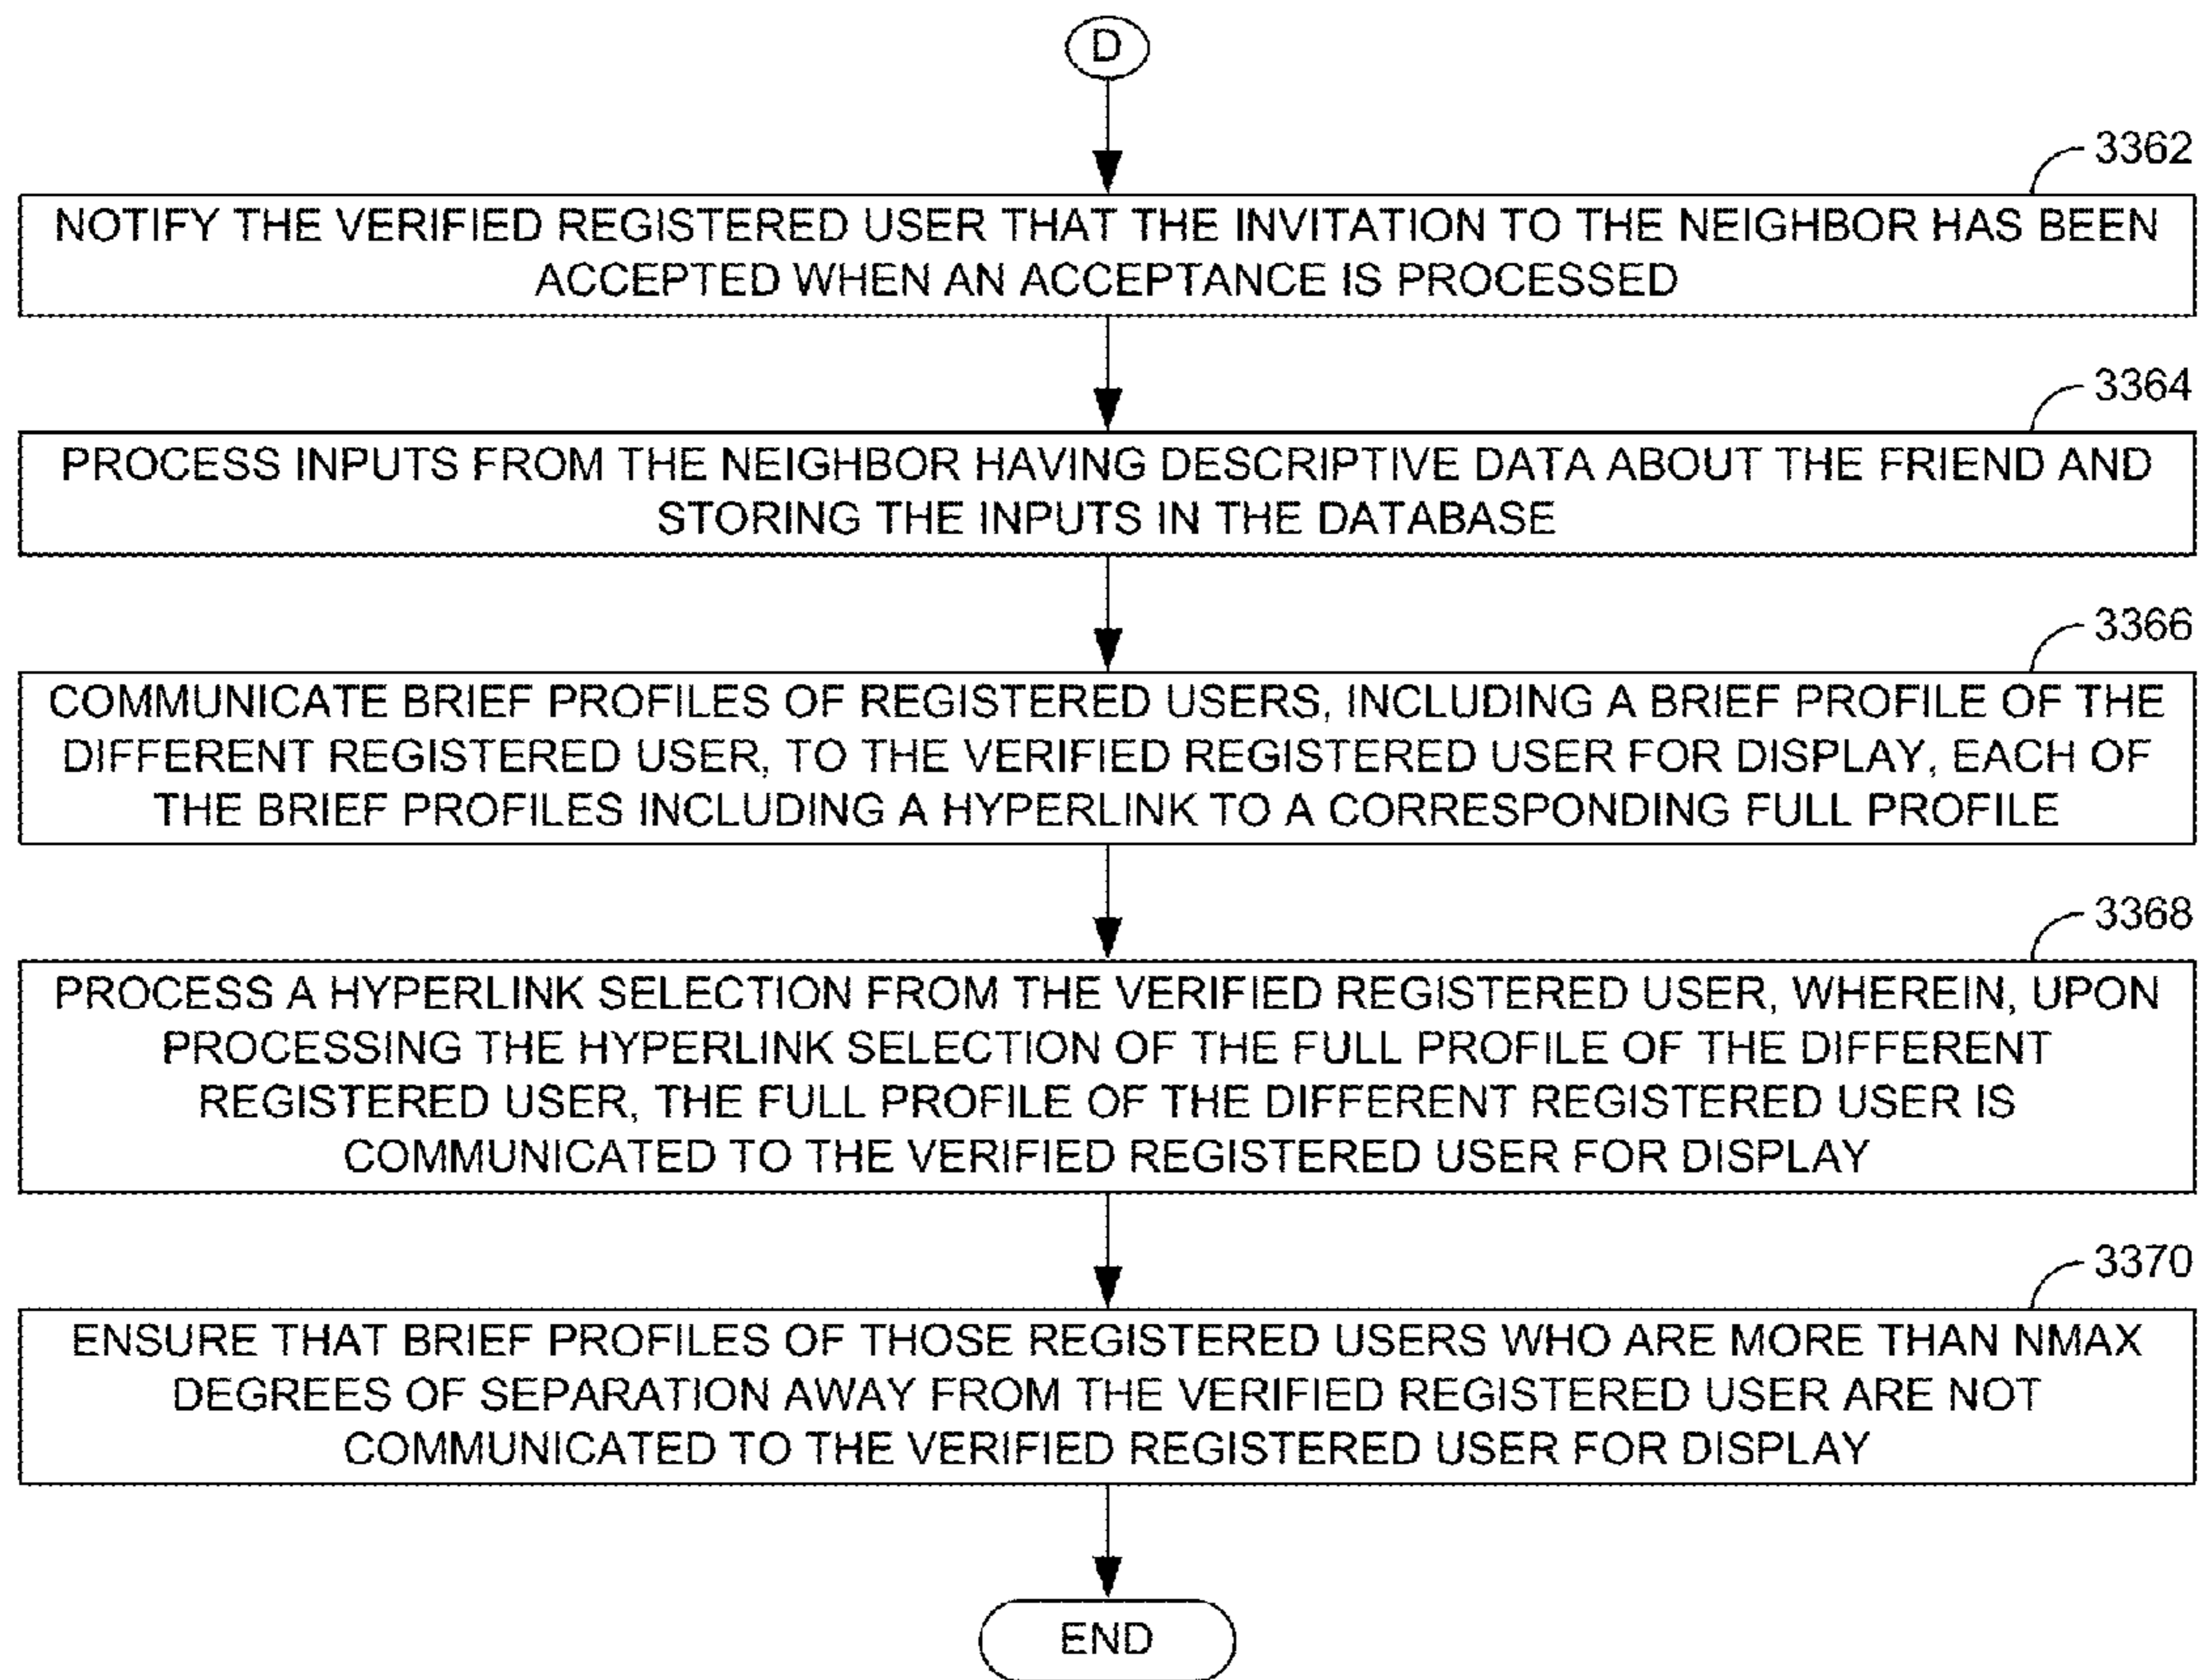 D
3362
NOTIFY THE VERIFIED REGISTERED USER THAT THE INVITATION TO THE NEIGHBOR HAS BEEN
ACCEPTED WHEN AN ACCEPTANCE IS PROCESSED
3364
PROCESS INPUTS FROM THE NEIGHBOR HAVING DESCRIPTIVE DATA ABOUT THE FRIEND AND
STORING THE INPUTS IN THE DATABASE
3366
COMMUNICATE BRIEF PROFILES OF REGISTERED USERS, INCLUDING A BRIEF PROFILE OF THE
DIFFERENT REGISTERED USER, TO THE VERIFIED REGISTERED USER FOR DISPLAY, EACH OF
THE BRIEF PROFILES INCLUDING A HYPERLINK TO A CORRESPONDING FULL PROFILE
3368
PROCESS A HYPERLINK SELECTION FROM THE VERIFIED REGISTERED USER, WHEREIN, UPON
PROCESSING THE HYPERLINK SELECTION OF THE FULL PROFILE OF THE DIFFERENT
REGISTERED USER, THE FULL PROFILE OF THE DIFFERENT REGISTERED USER IS
COMMUNICATED TO THE VERIFIED REGISTERED USER FOR DISPLAY
3370
ENSURE THAT BRIEF PROFILES OF THOSE REGISTERED USERS WHO ARE MORE THAN NMAX
DEGREES OF SEPARATION AWAY FROM THE VERIFIED REGISTERED USER ARE NOT
COMMUNICATED TO THE VERIFIED REGISTERED USER FOR DISPLAY
END